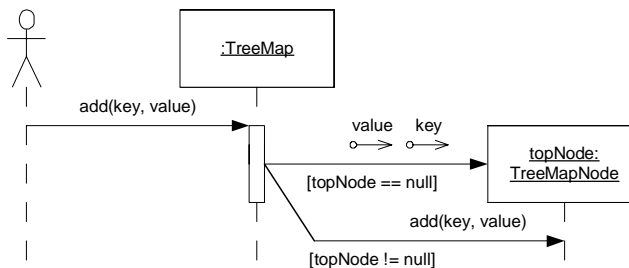 :TreeMap
add(key, value)
value key
topNode:
TreeMapNode
[topNode == null]
add(key, value)
[topNode != null]